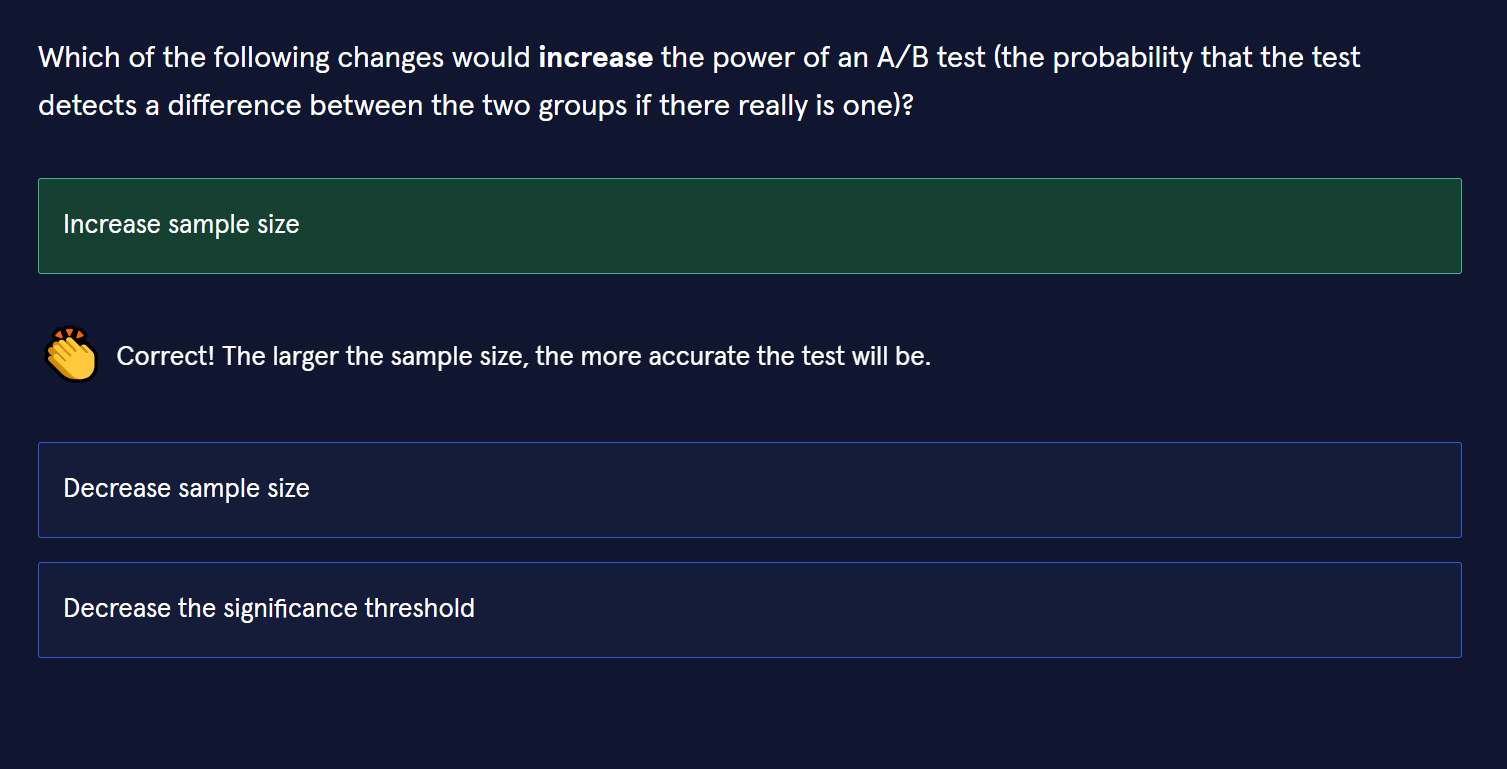 Which of the following changes would increase the power of an A/B test (the probability that the test
detects a difference between the two groups if there really is one)?
Increase sample size
Correct! The larger the sample size, the more accurate the test will be.
Decrease sample size
Decrease the significance threshold